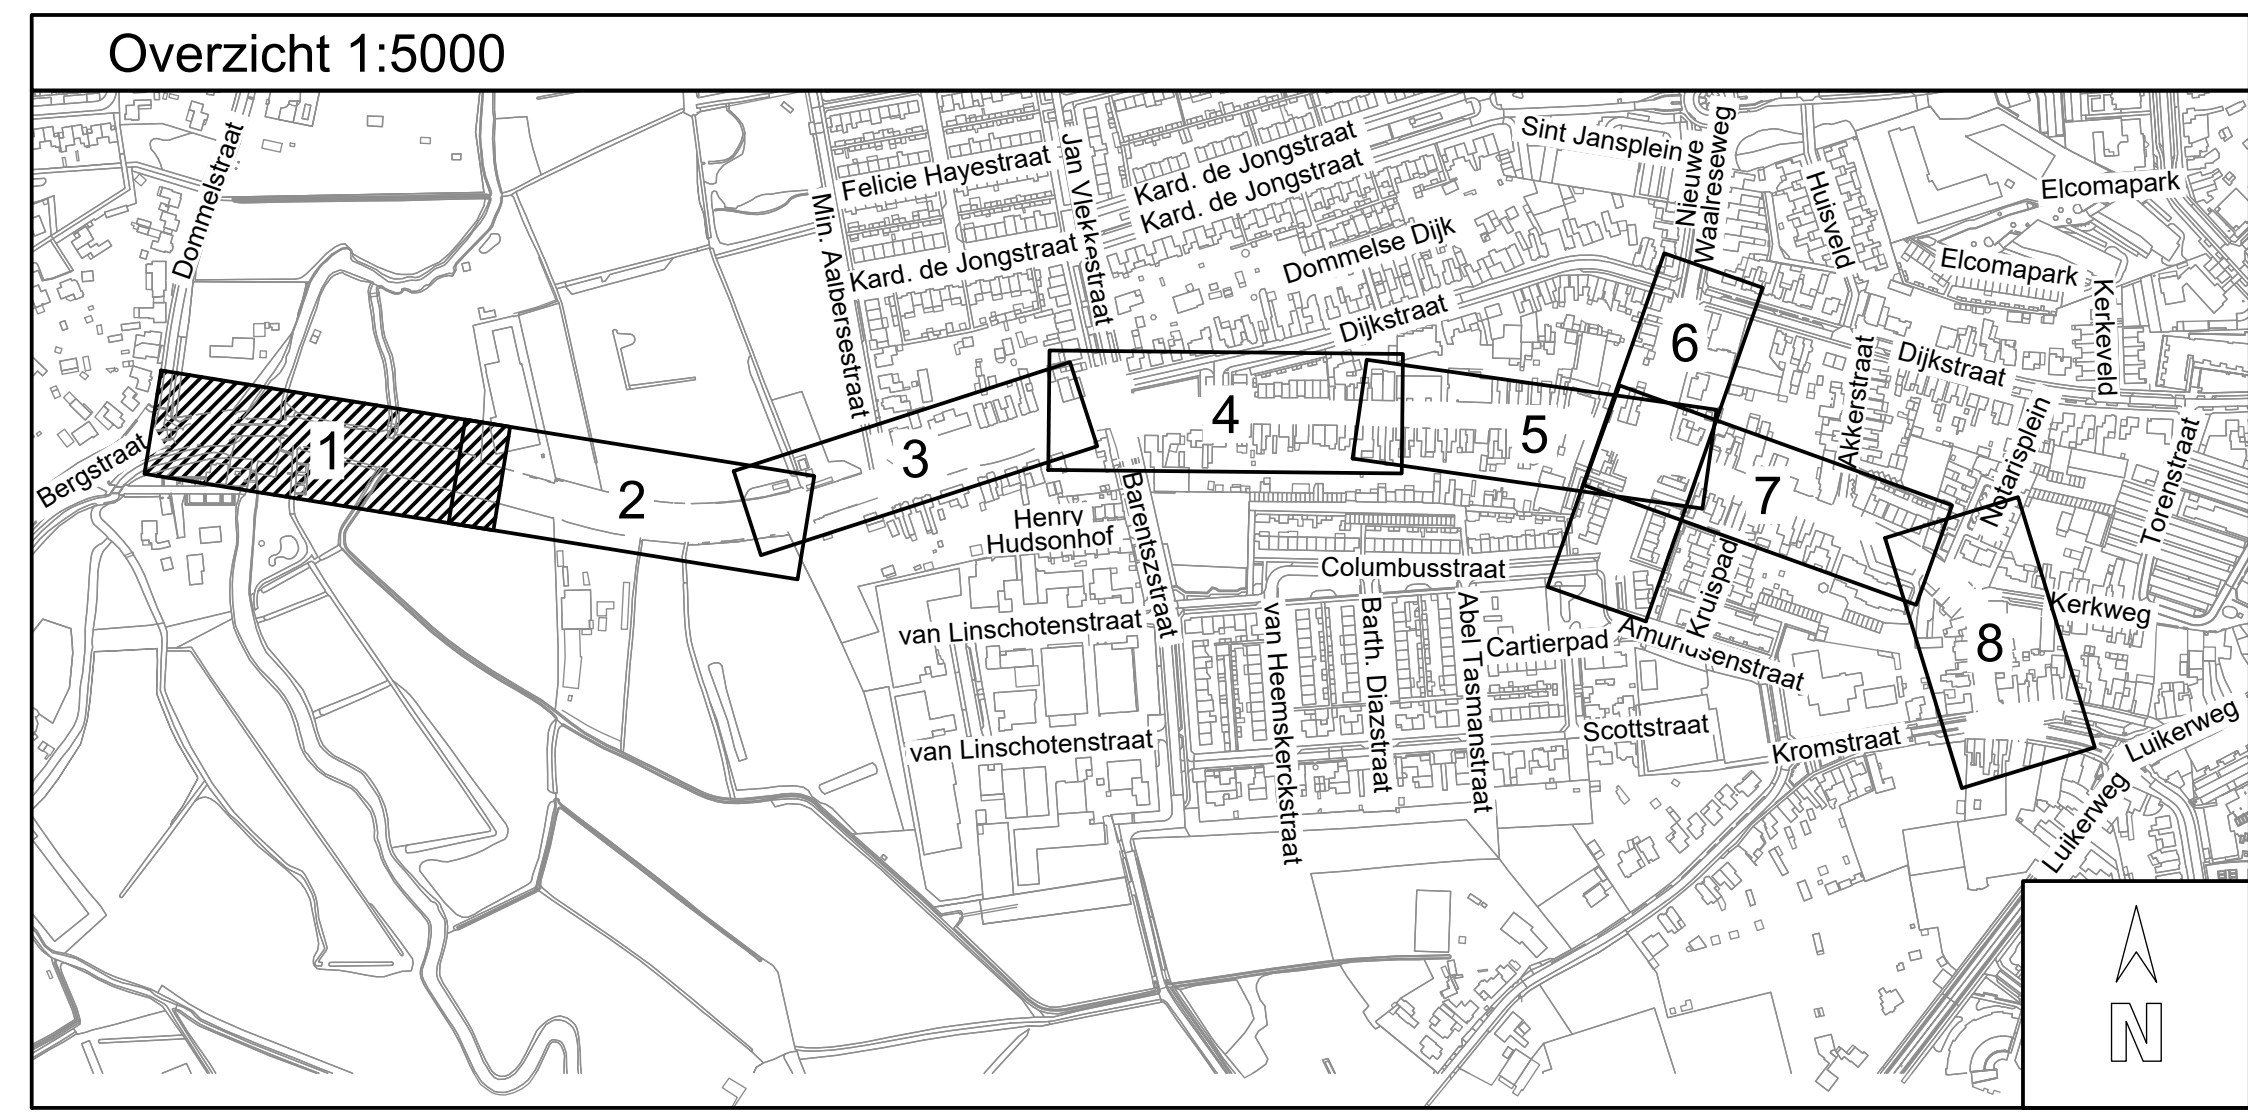 Overzicht 1:5000
Dommelstraat
Bergstraat
Felicie Hayestraat
Jan Vlekkestraat
Kard. de Jongstraat
Kard. de Jongstraat
Min. Aalbersestraat
Kard. de Jongstraat
Dommelse Dijk
Dijkstraat
Sint Jansplein
Nieuwe
Waalreseweg
Huisveld
Elcomapark
Elcomapark
Kerkeveld
Dijkstraat
Akkerstraat
Notarisplein
Torenstraat
1
2
3
4
5
6
7
8
Henry
Hudsonhof
Barentszstraat
Columbusstraat
van Linschotenstraat
van Linschotenstraat
van Heemskerckstraat
Barth. Diazstraat
Abel Tasmanstraat
Cartierpad
Kruispad
Amundsenstraat
Scottstraat
Kromstraat
Kerkweg
Luikerweg
Luikerweg
N